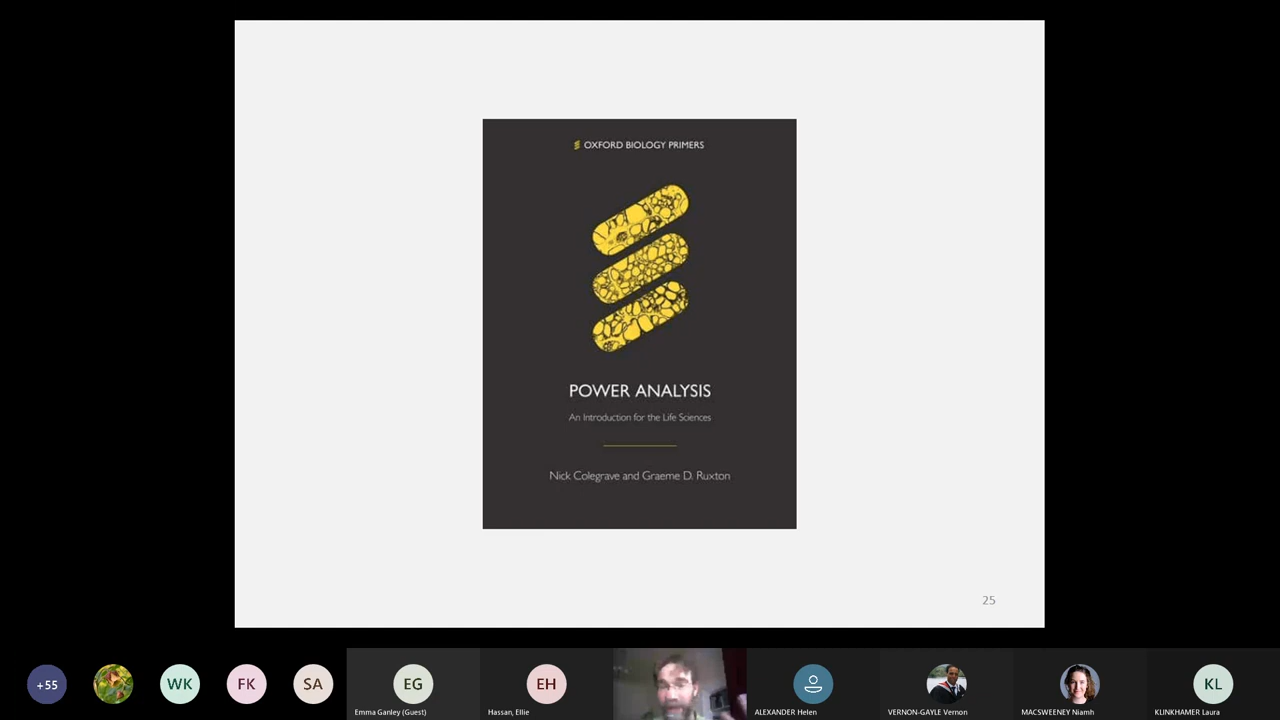 OXFORD BIOLOGY PRIMERS
POWER ANALYSIS
An Introduction for the Life Sciences
Nick Colegrave and Graeme D. Ruxton
25
+55
WK
FK
SA
EG
EH
KL
Emma Ganley (Guest)
Hassan, Ellie
ALEXANDER Helen
VERNON-GAYLE Vernon
MACSWEENEY Niamh
KLINKHAMER Laura